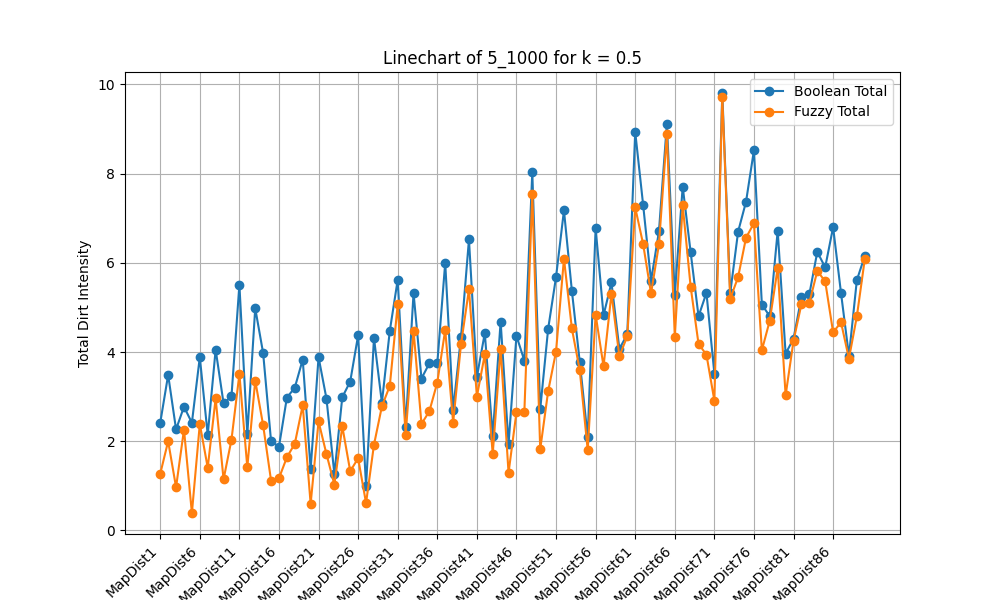 Linechart of 5_1000 for k = 0.5
Boolean Total
Fuzzy Total
Total Dirt Intensity
10
8
6
4
2
0
MapDist1
MapDist6
MapDist11
MapDist16
MapDist21
MapDist26
MapDist31
MapDist36
MapDist41
MapDist46
MapDist51
MapDist56
MapDist61
MapDist66
MapDist71
MapDist76
MapDist81
MapDist86